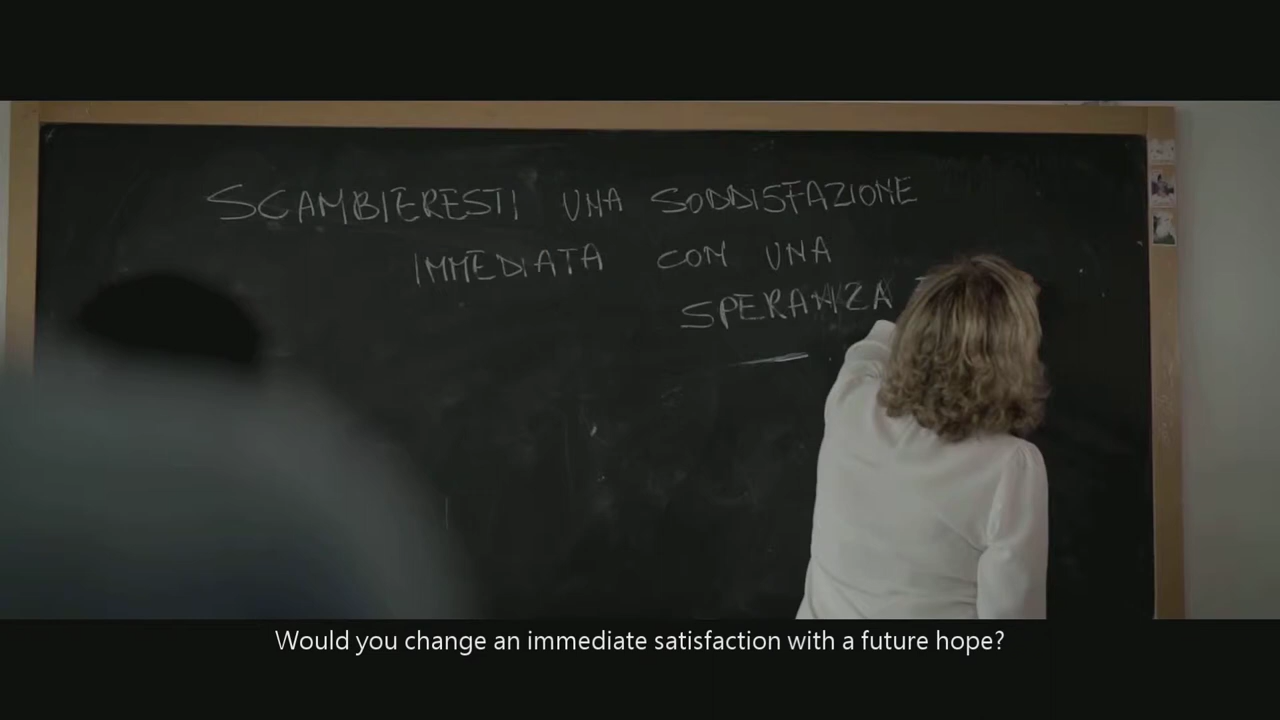 SCAMBIERESTI UNA SODDISFAZIONE
IMMEDIATA CON UNA
SPERANZA
Would you change an immediate satisfaction with a future hope?